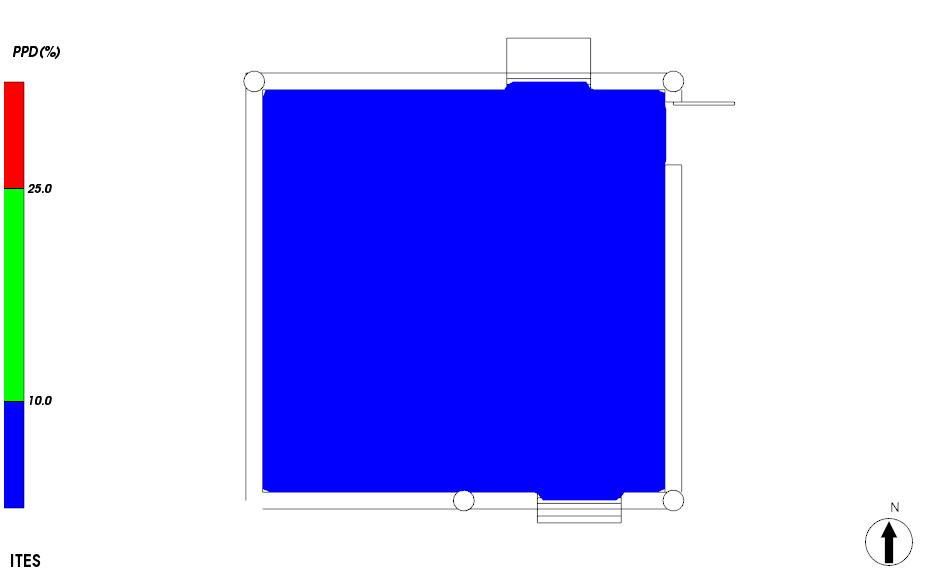 PPD(%)
25.0
10.0
N
ITES